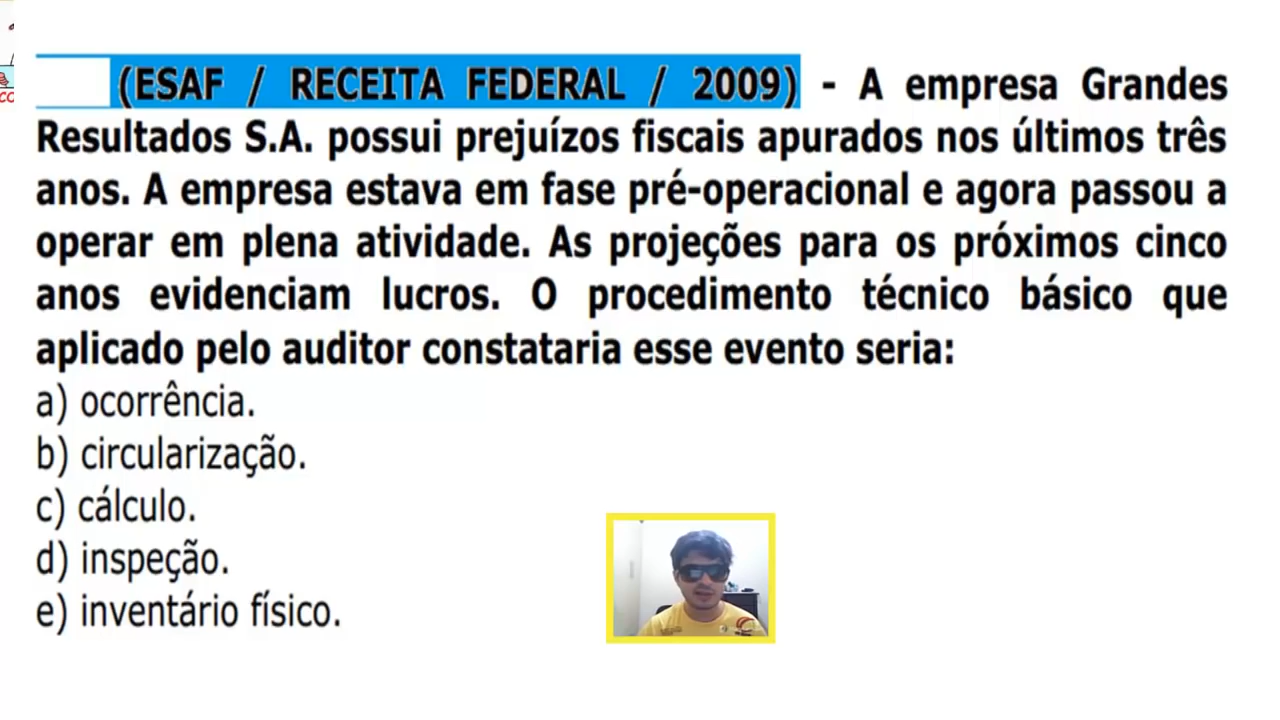 (ESAF / RECEITA FEDERAL / 2009) - A empresa Grandes
Resultados S.A. possui prejuízos fiscais apurados nos últimos três
anos. A empresa estava em fase pré-operacional e agora passou a
operar em plena atividade. As projeções para os próximos cinco
anos evidenciam lucros. O procedimento técnico básico que
aplicado pelo auditor constataria esse evento seria:
a) ocorrência.
b) circularização.
c) cálculo.
d) inspeção.
e) inventário físico.